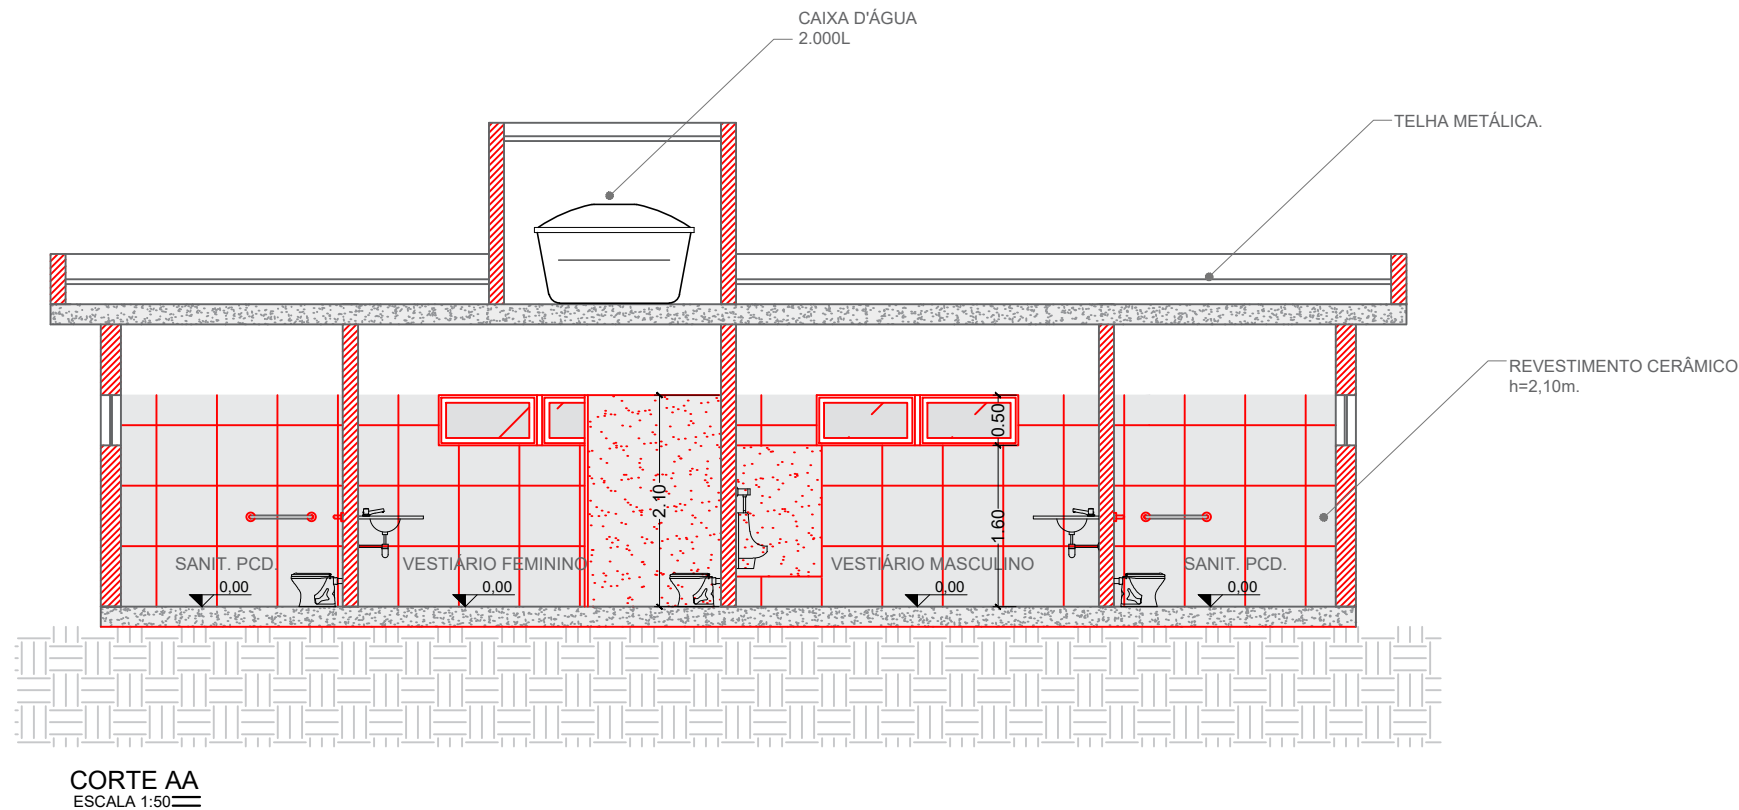 CAIXA D'ÁGUA
2.000L
TELHA METÁLICA.
REVESTIMENTO CERÂMICO
h=2,10m.
0.50
2.10
1.60
SANIT. PCD.
VESTIÁRIO FEMININO
VESTIÁRIO MASCULINO
SANIT. PCD.
0,00
0,00
0,00
0,00
CORTE AA
ESCALA 1:50